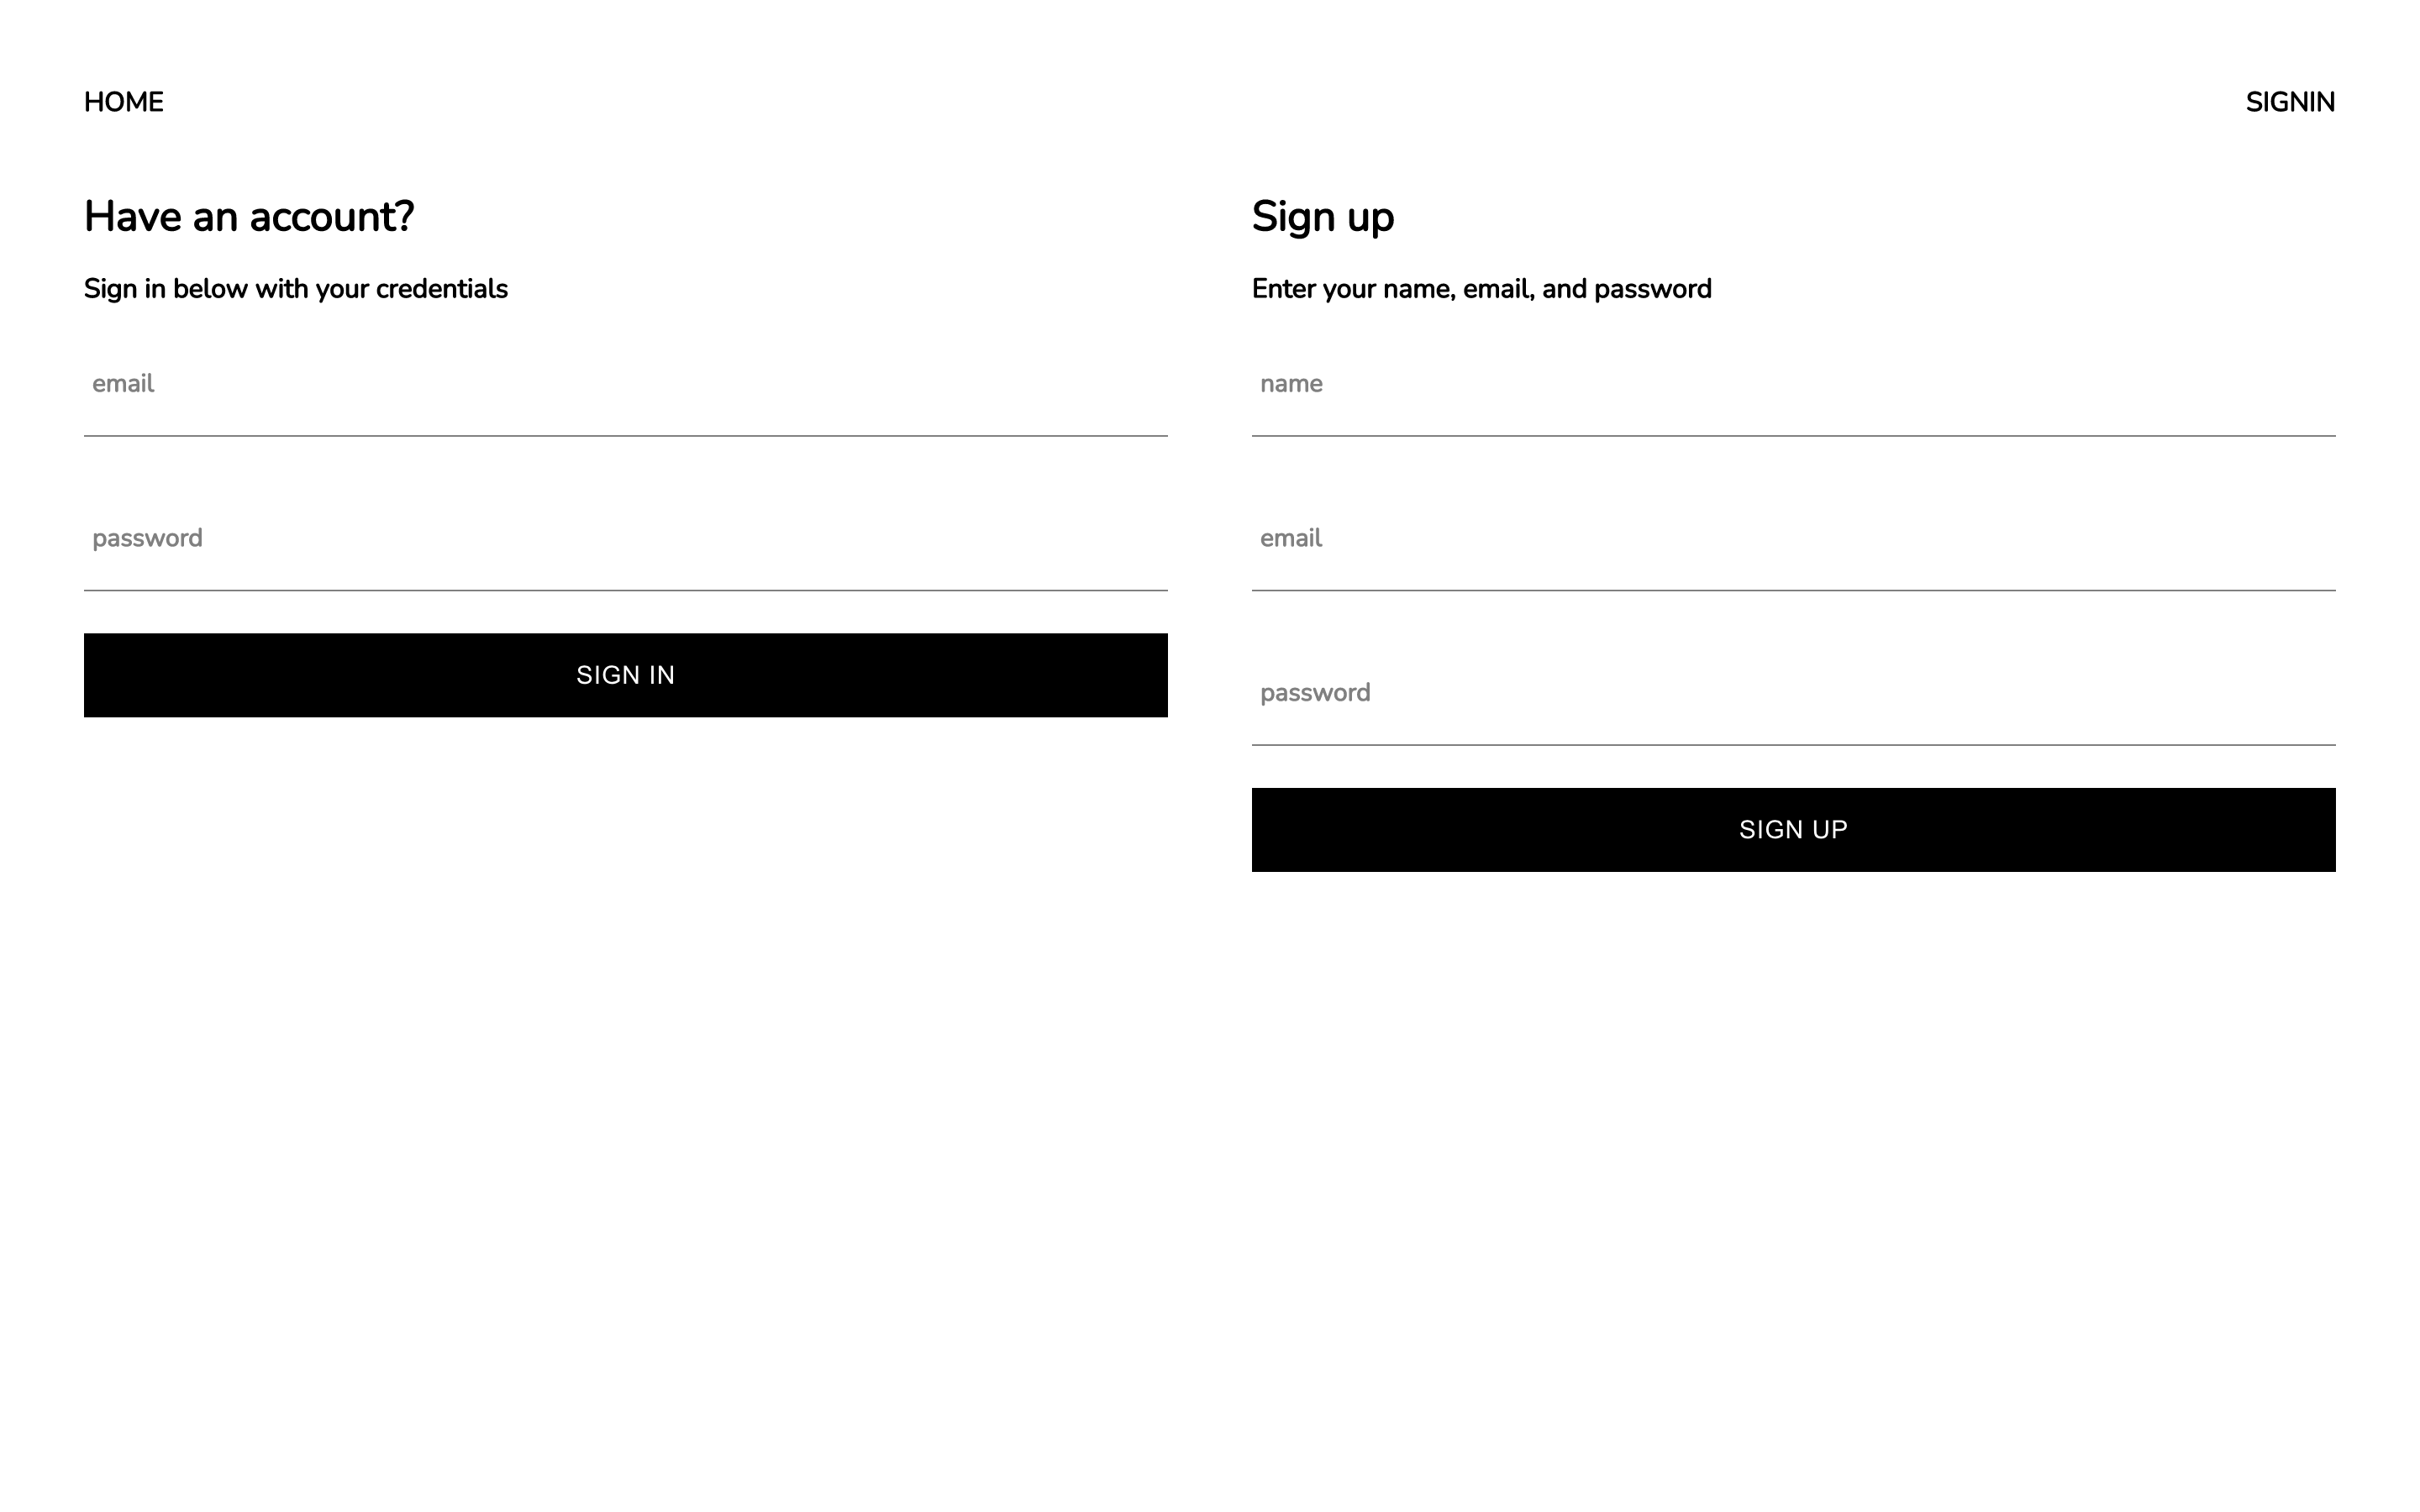 HOME
SIGNIN
Have an account?
Sign in below with your credentials
email
password
SIGN IN
Sign up
Enter your name, email, and password
name
email
password
SIGN UP